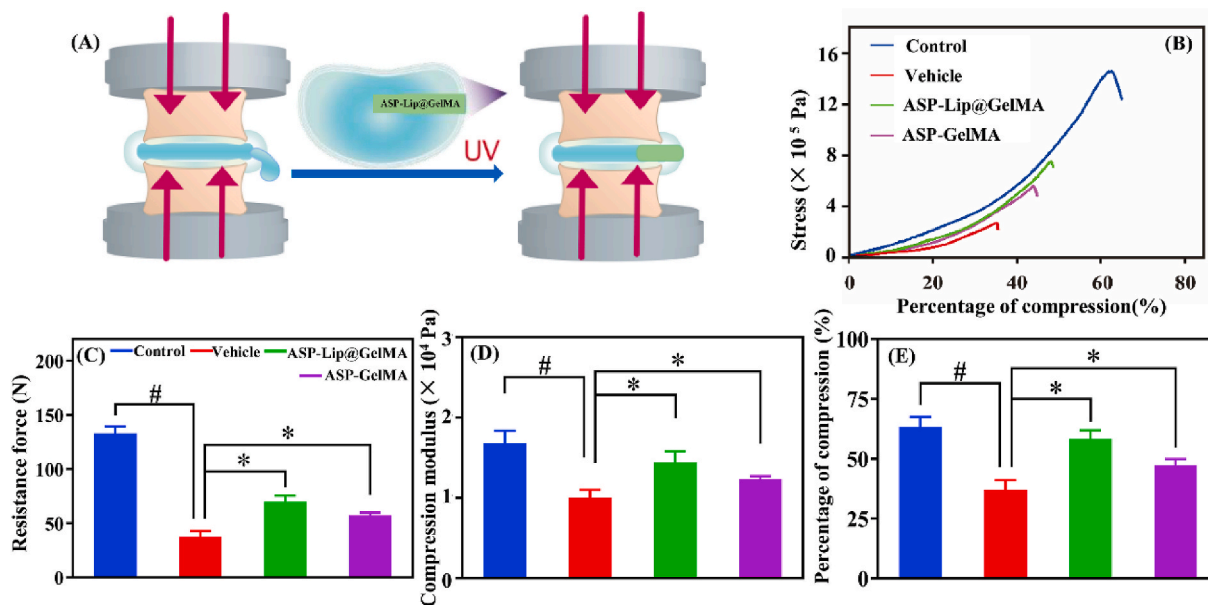 (A)
ASP-Lip@GelMA
UV
(B)
Control
Vehicle
ASP-Lip@GelMA
ASP-GelMA
Stress (× 10 5 Pa)
16
12
8
4
0
0 20 40 60 80
Percentage of compression(%)
(C)
Control Vehicle ASP-Lip@GelMA
ASP-GelMA
Resistance force (N)
200
150
100
50
0
#
*
*
(D)
Compression modulus (× 10⁴ Pa)
3
2
1
0
#
*
*
(E)
Percentage of compression (%)
100
75
50
25
0
#
*
*